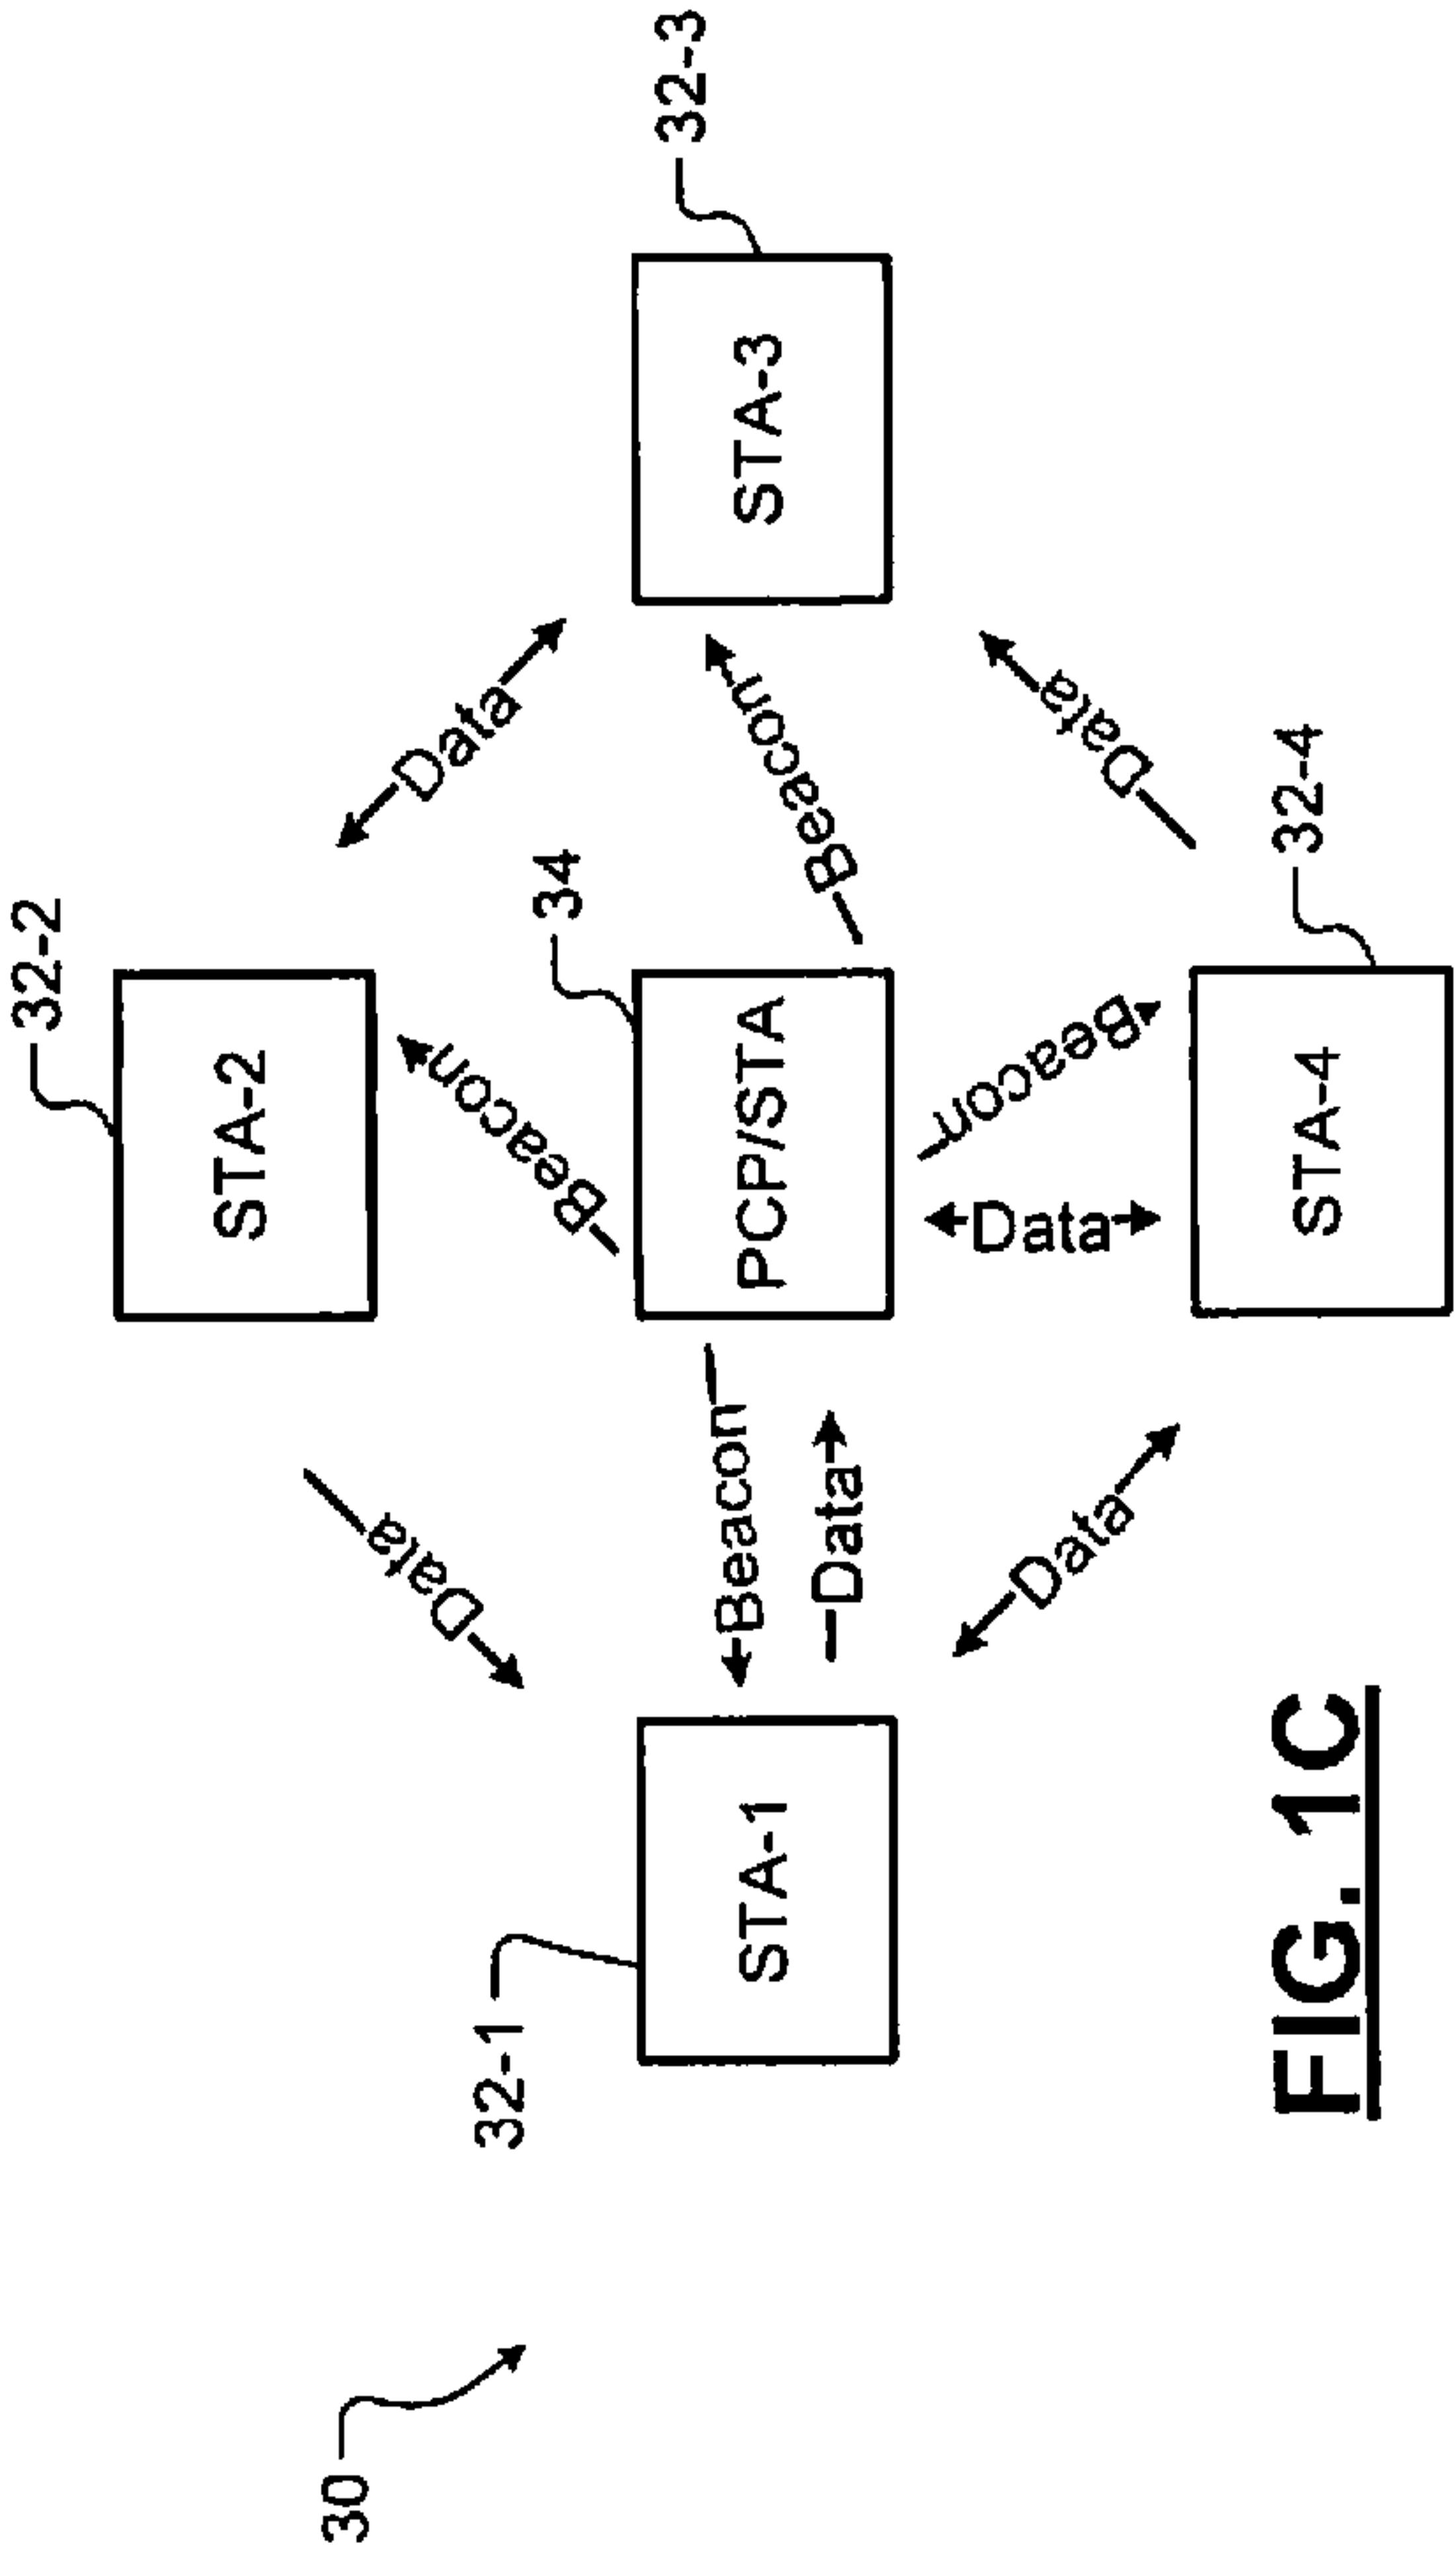 32-2
STA-2
Data
Data
30
32-1
34
32-3
Beacon
STA-1
Beacon
PCP/STA
Beacon
STA-3
Data
Data
Beacon
Data
Data
STA-4
32-4
FIG. 1C